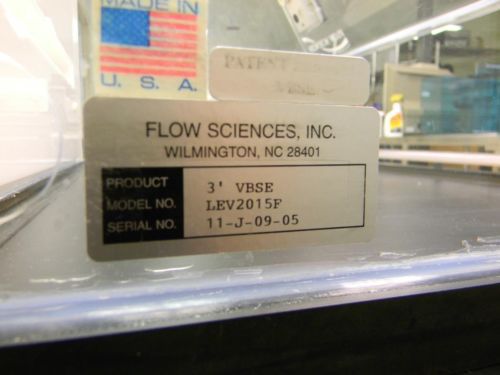 MADE IN
U. S. A.
PATENT
VBSE
FLOW SCIENCES, INC.
WILMINGTON, NC 28401
PRODUCT 3' VBSE
MODEL NO. LEV2015F
SERIAL NO. 11-J-09-05